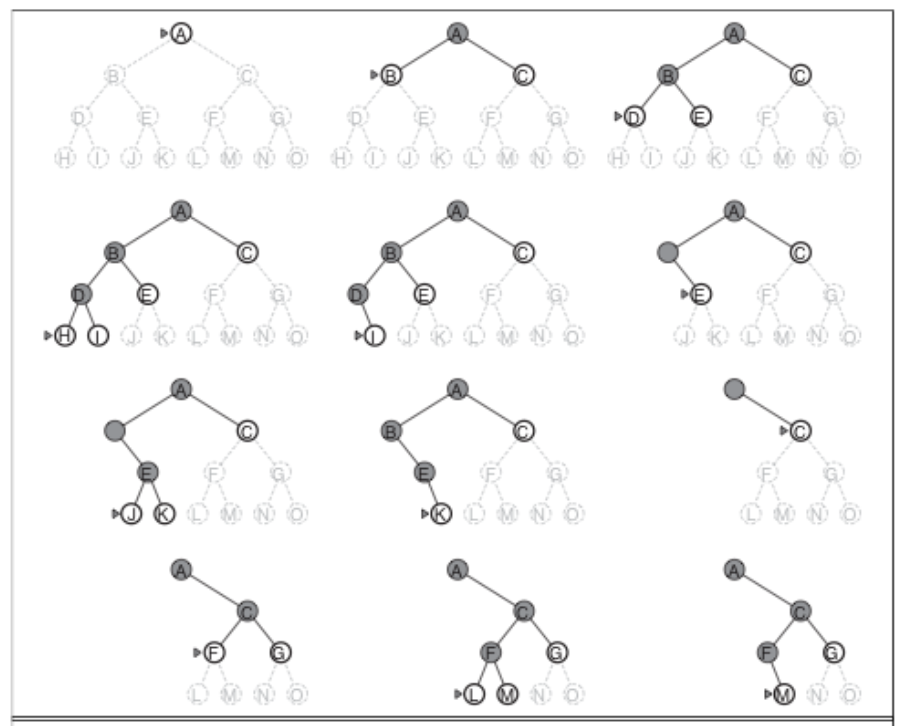 A A A
B C B C B C
D E F G D E F G D E F G
H I J K L M N O H I J K L M N O H I J K L M N O
A A A
B C B C C
D E F G D E F G E F G
H I J K L M N O I J K L M N O J K L M N O
A A
C B C C
E F G E F G F G
J K L M N O K L M N O L M N O
A A A
C C C
F G F G F G
L M N O L M N O M N O